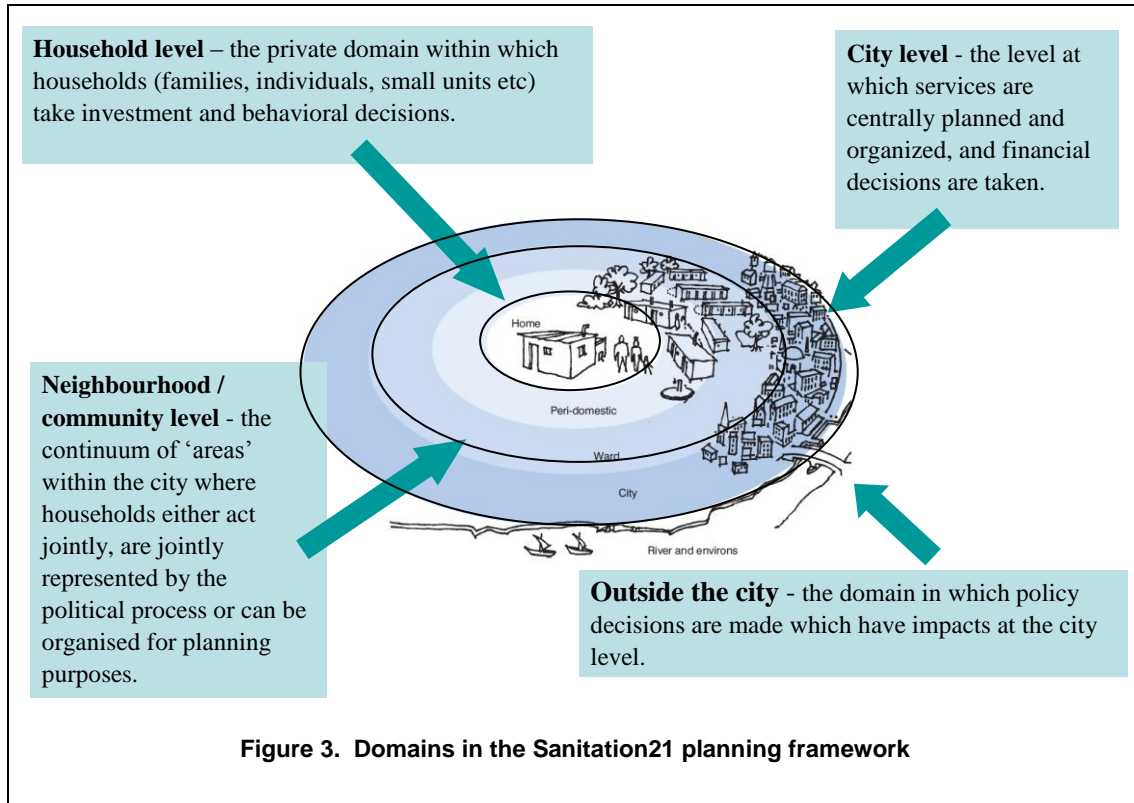 Household level – the private domain within which
households (families, individuals, small units etc)
take investment and behavioral decisions.
City level - the level at
which services are
centrally planned and
organized, and financial
decisions are taken.
Home
Peri-domestic
Ward
City
River and environs
Neighbourhood /
community level - the
continuum of ‘areas’
within the city where
households either act
jointly, are jointly
represented by the
political process or can be
organised for planning
purposes.
Outside the city - the domain in which policy
decisions are made which have impacts at the city
level.
Figure 3.  Domains in the Sanitation21 planning framework